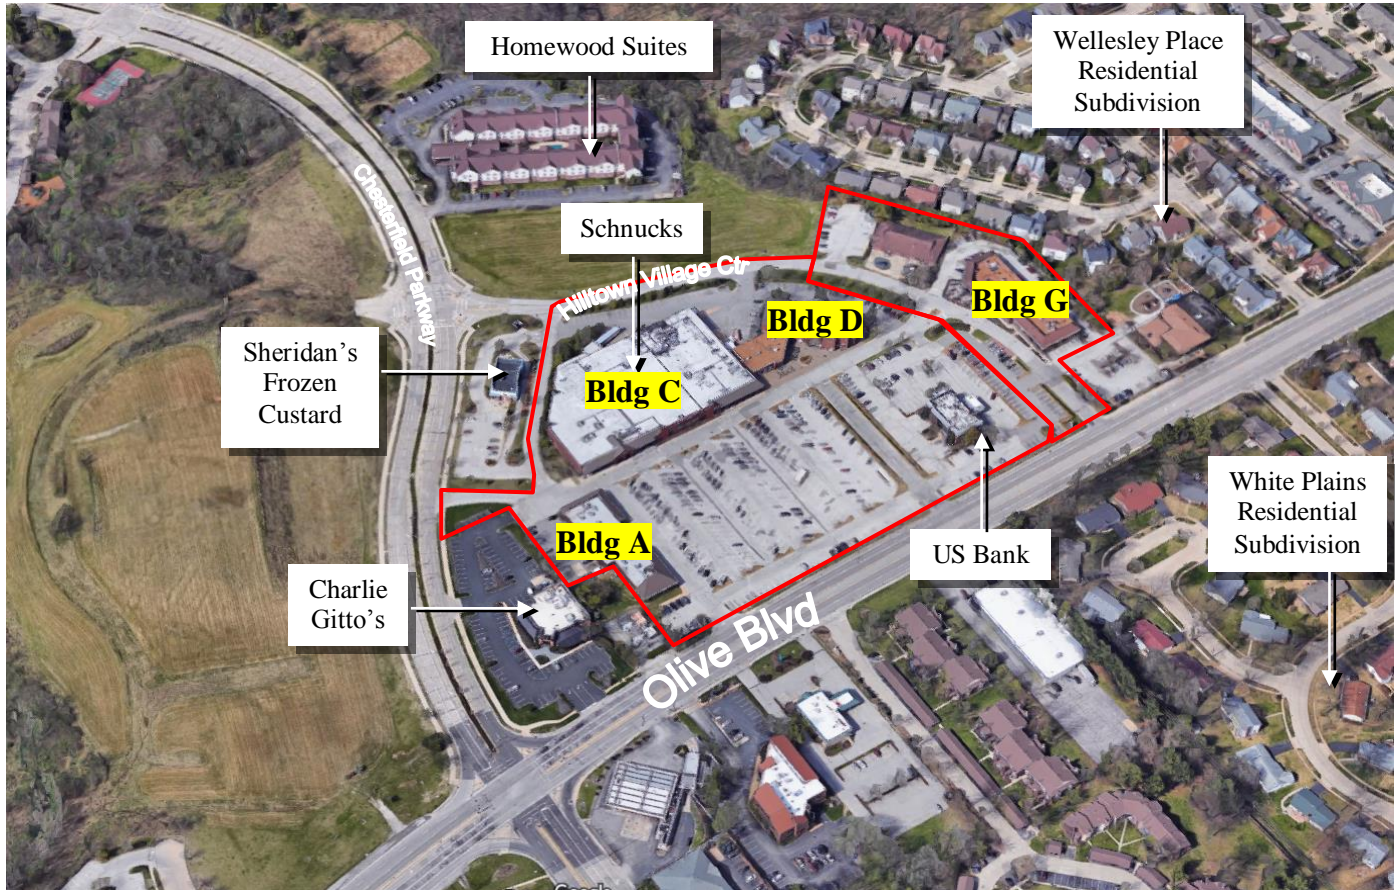 Homewood Suites
Wellesley Place
Residential
Subdivision
Schnucks
Chesterfield Parkway
Hilltown Village Ctr
Bldg G
Bldg D
Sheridan’s
Frozen
Custard
Bldg C
White Plains
Residential
Subdivision
Bldg A
US Bank
Charlie
Gitto’s
Olive Blvd
Google